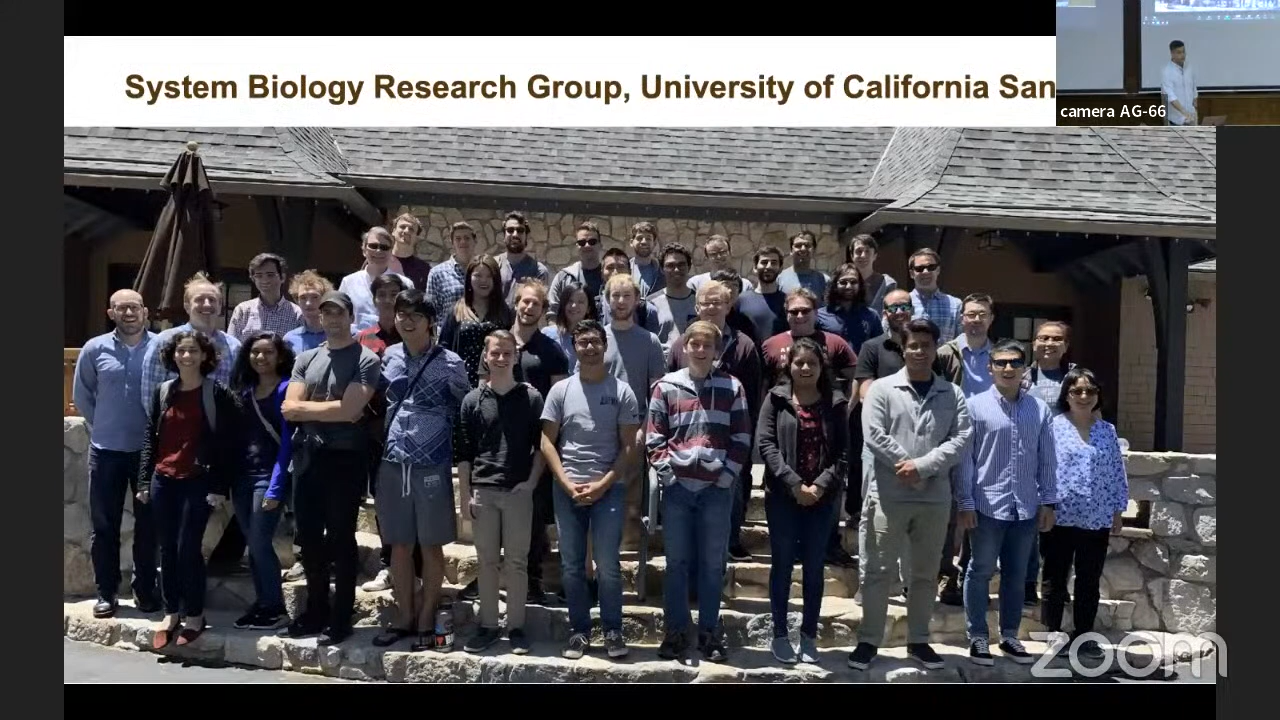 System Biology Research Group, University of California San
camera AG-66
zoom